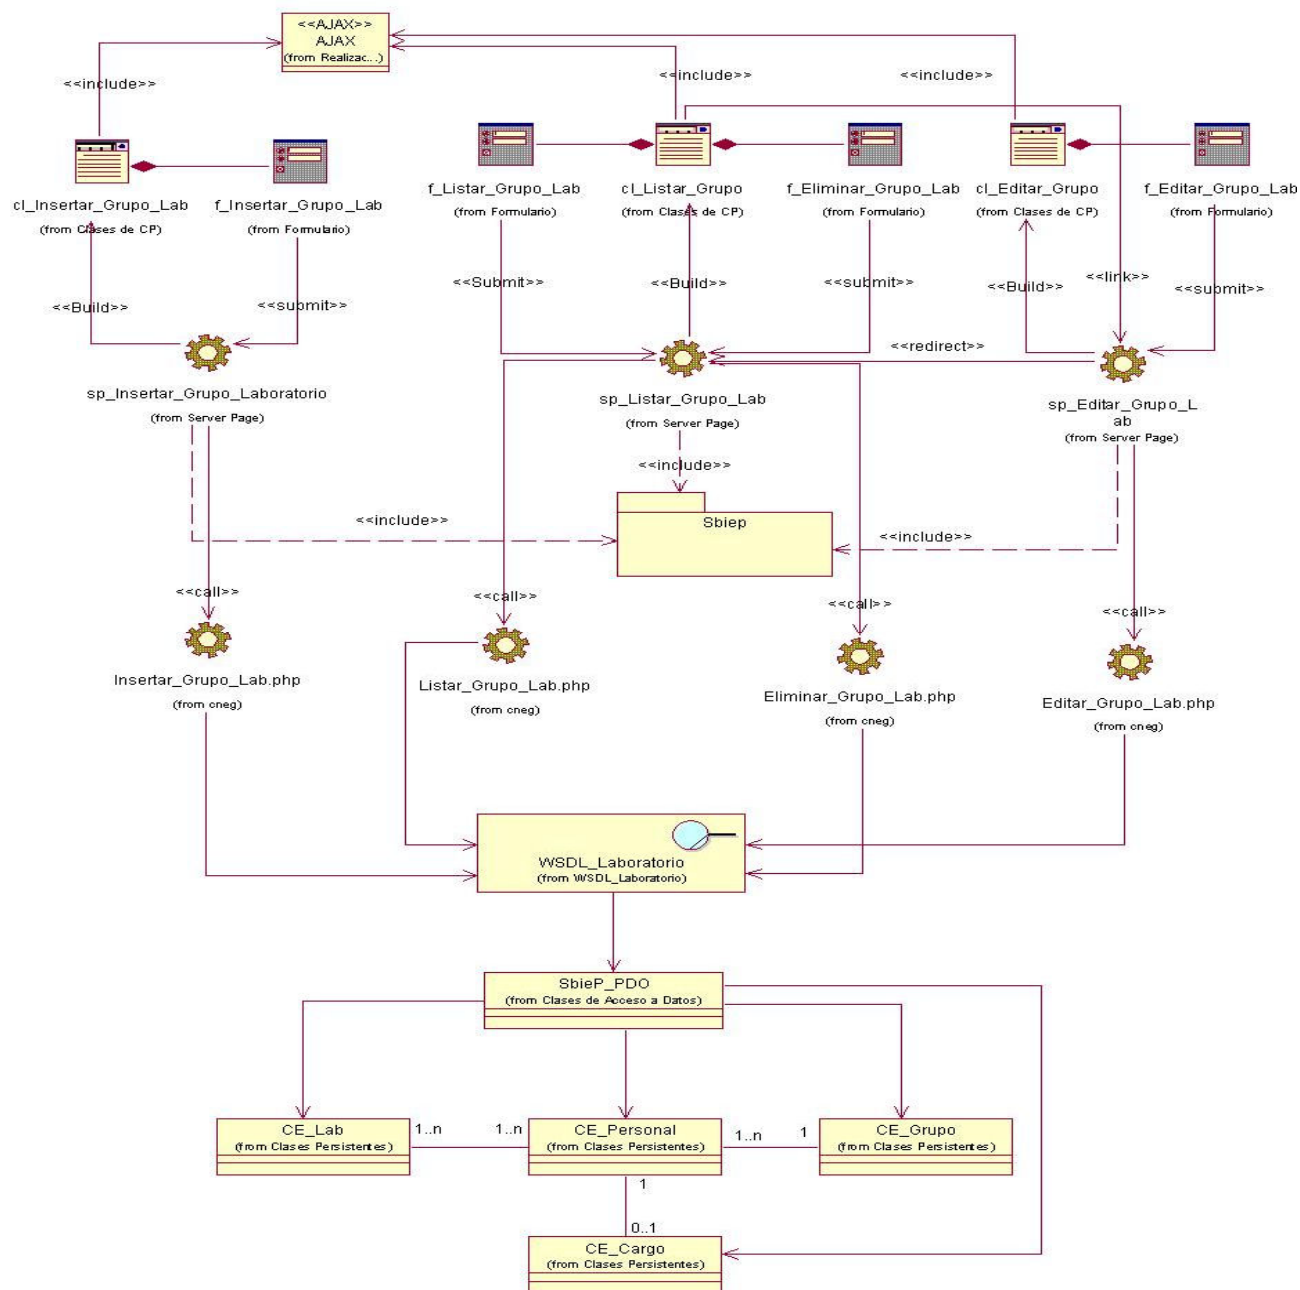 <<AJAX>>
AJAX
(from Realizac...)
<<include>>
<<include>>
<<include>>
cl_Insertar_Grupo_Lab
(from Clases de CP)
f_Insertar_Grupo_Lab
(from Formulario)
f_Listar_Grupo_Lab
(from Formulario)
cl_Listar_Grupo
(from Clases de CP)
f_Eliminar_Grupo_Lab
(from Formulario)
cl_Editar_Grupo
(from Clases de CP)
f_Editar_Grupo_Lab
(from Formulario)
<<Build>>
<<submit>>
<<Submit>>
<<Build>>
<<submit>>
<<Build>>
<<link>>
<<submit>>
<<redirect>>
sp_Insertar_Grupo_Laboratorio
(from Server Page)
sp_Listar_Grupo_Lab
(from Server Page)
sp_Editar_Grupo_L
ab
(from Server Page)
<<include>>
<<include>>
<<include>>
Sbiep
<<call>>
<<call>>
<<call>>
<<call>>
Insertar_Grupo_Lab.php
(from cneg)
Listar_Grupo_Lab.php
(from cneg)
Eliminar_Grupo_Lab.php
(from cneg)
Editar_Grupo_Lab.php
(from cneg)
WSDL_Laboratorio
(from WSDL_Laboratorio)
SbieP_PDO
(from Clases de Acceso a Datos)
CE_Lab
(from Clases Persistentes)
1..n
1..n
CE_Personal
(from Clases Persistentes)
1..n
1
CE_Grupo
(from Clases Persistentes)
1
0..1
CE_Cargo
(from Clases Persistentes)